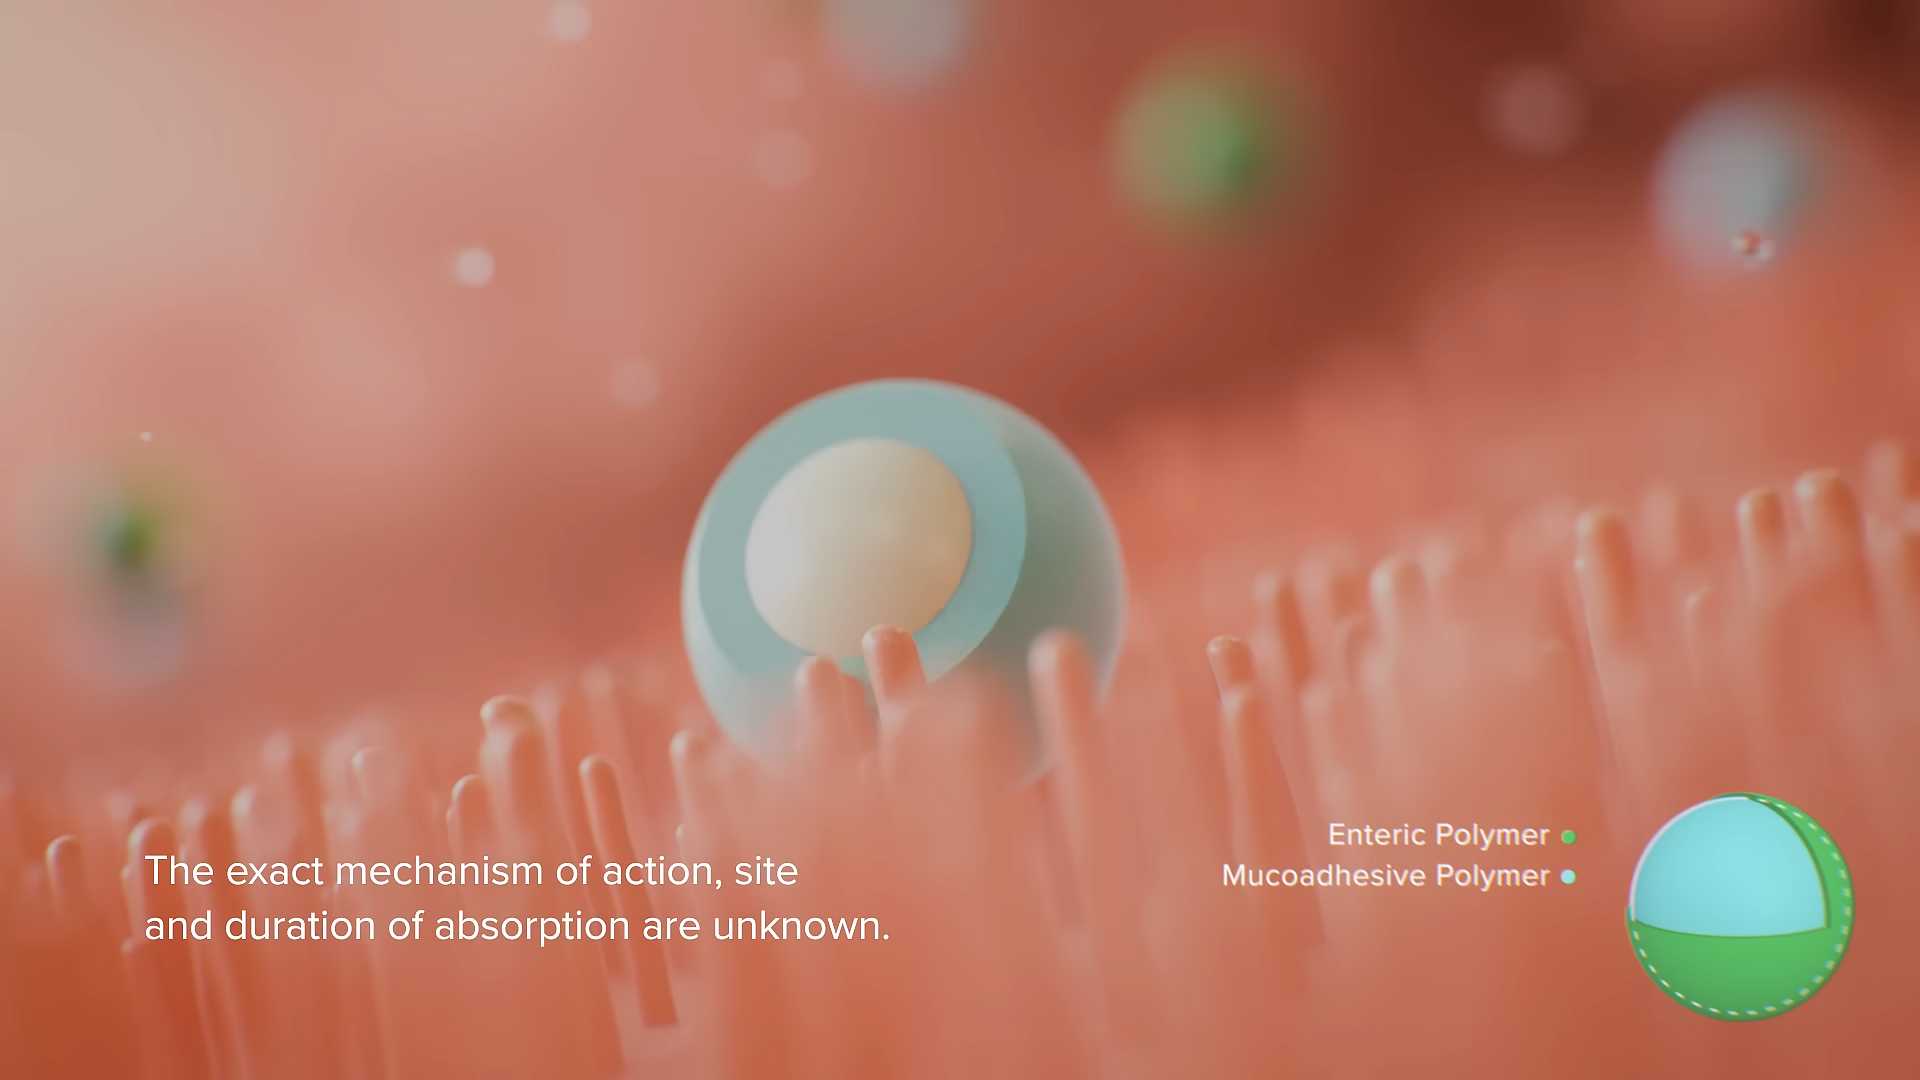 The exact mechanism of action, site
and duration of absorption are unknown.
Enteric Polymer
Mucoadhesive Polymer